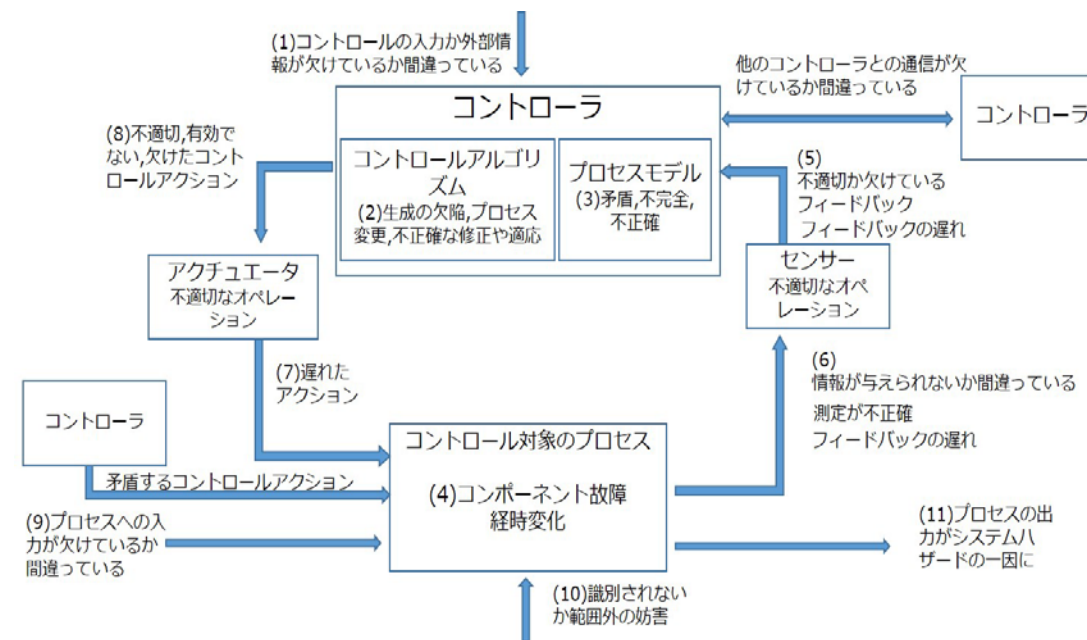 (1)コントロールの入力か外部情
報が欠けているか間違っている
他のコントローラとの通信が欠
けているか間違っている
コントローラ
コントローラ
(8)不適切,有効で
ない,欠けたコント
ロールアクション
コントロールアルゴリ
ズム
(2)生成の欠陥,プロセス
変更,不正確な修正や適応
プロセスモデル
(3)矛盾,不完全,
不正確
(5)
不適切か欠けている
フィードバック
フィードバックの遅れ
アクチュエータ
不適切なオペレー
ション
センサー
不適切なオペ
レーション
(7)遅れた
アクション
(6)
情報が与えられないか間違っている
測定が不正確
フィードバックの遅れ
コントローラ
矛盾するコントロールアクション
コントロール対象のプロセス
(4)コンポーネント故障
経時変化
(9)プロセスへの入
力が欠けているか
間違っている
(11)プロセスの出
力がシステムハ
ザードの一因に
(10)識別されない
か範囲外の妨害